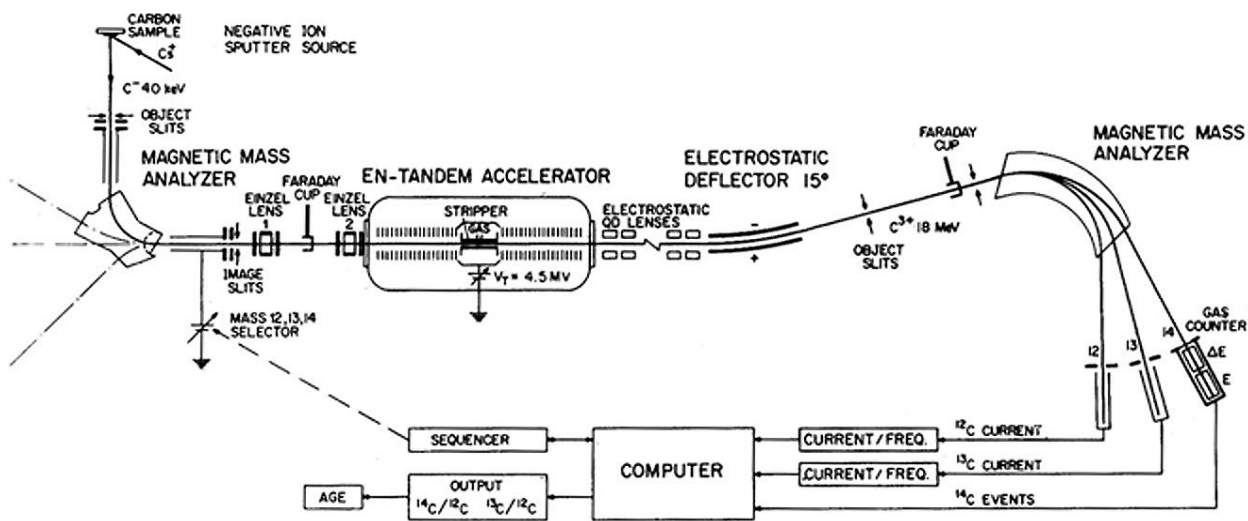 CARBON
SAMPLE
NEGATIVE ION
SPUTTER SOURCE
Cs+
C⁻40 keV
OBJECT
SLITS
MAGNETIC MASS
ANALYZER
EINZEL
LENS
1
FARADAY
CUP
EINZEL
LENS
2
IMAGE
SLITS
MASS 12,13,14
SELECTOR
EN-TANDEM ACCELERATOR
STRIPPER
GAS
V_T = 4.5 MV
ELECTROSTATIC
QD LENSES
ELECTROSTATIC
DEFLECTOR 15°
-
+
C³⁺ 18 MeV
OBJECT
SLITS
FARADAY
CUP
MAGNETIC MASS
ANALYZER
12
13
14
GAS
COUNTER
ΔE
E
SEQUENCER
COMPUTER
CURRENT/FREQ.
¹²C CURRENT
CURRENT/FREQ.
¹³C CURRENT
¹⁴C EVENTS
OUTPUT
¹⁴C/¹²C ¹³C/¹²C
AGE